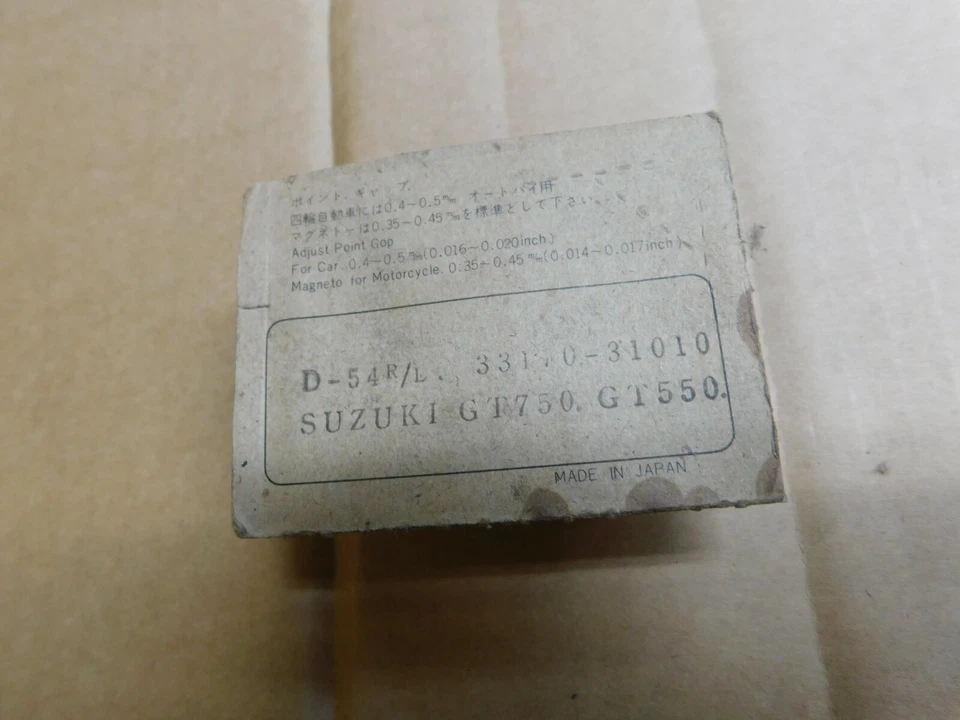 ポイント．ギャップ
四輪自動車には0.4～0.5㎜ オートバイ用
マグネトーは0.35～0.45㎜を標準として下さい。
Adjust Point Gop
For Car. 0.4～0.5㎜(0.016～0.020inch)
Magneto for Motorcycle. 0.35～0.45㎜(0.014～0.017inch)
D-54R/L. 33170-31010
SUZUKI GT750. GT550.
MADE IN JAPAN